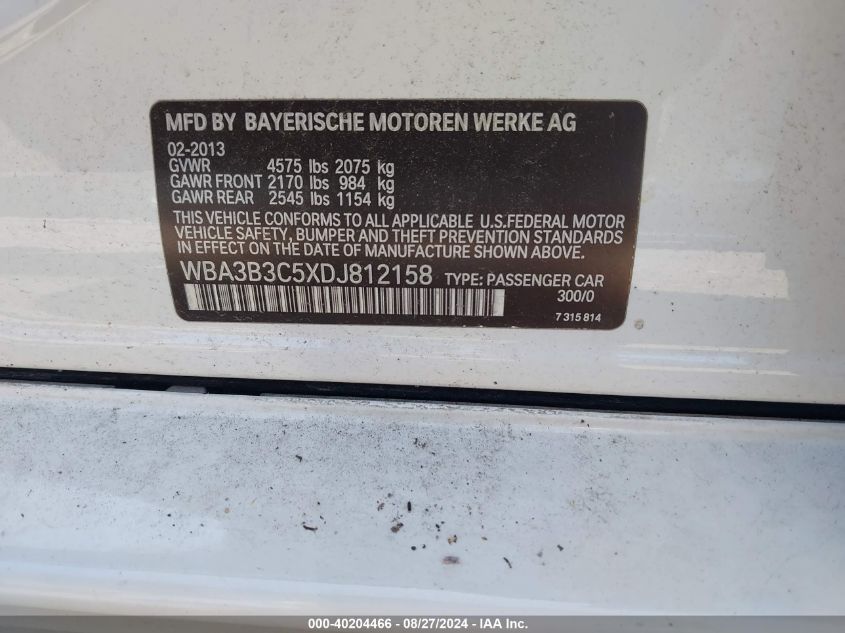 MFD BY BAYERISCHE MOTOREN WERKE AG
02-2013
GVWR 4575 lbs 2075 kg
GAWR FRONT 2170 lbs 984 kg
GAWR REAR 2545 lbs 1154 kg
THIS VEHICLE CONFORMS TO ALL APPLICABLE U.S.FEDERAL MOTOR
VEHICLE SAFETY, BUMPER AND THEFT PREVENTION STANDARDS
IN EFFECT ON THE DATE OF MANUFACTURE SHOWN ABOVE.
WBA3B3C5XDJ812158 TYPE: PASSENGER CAR
300/0
7 315 814
000-40204466 - 08/27/2024 - IAA Inc.